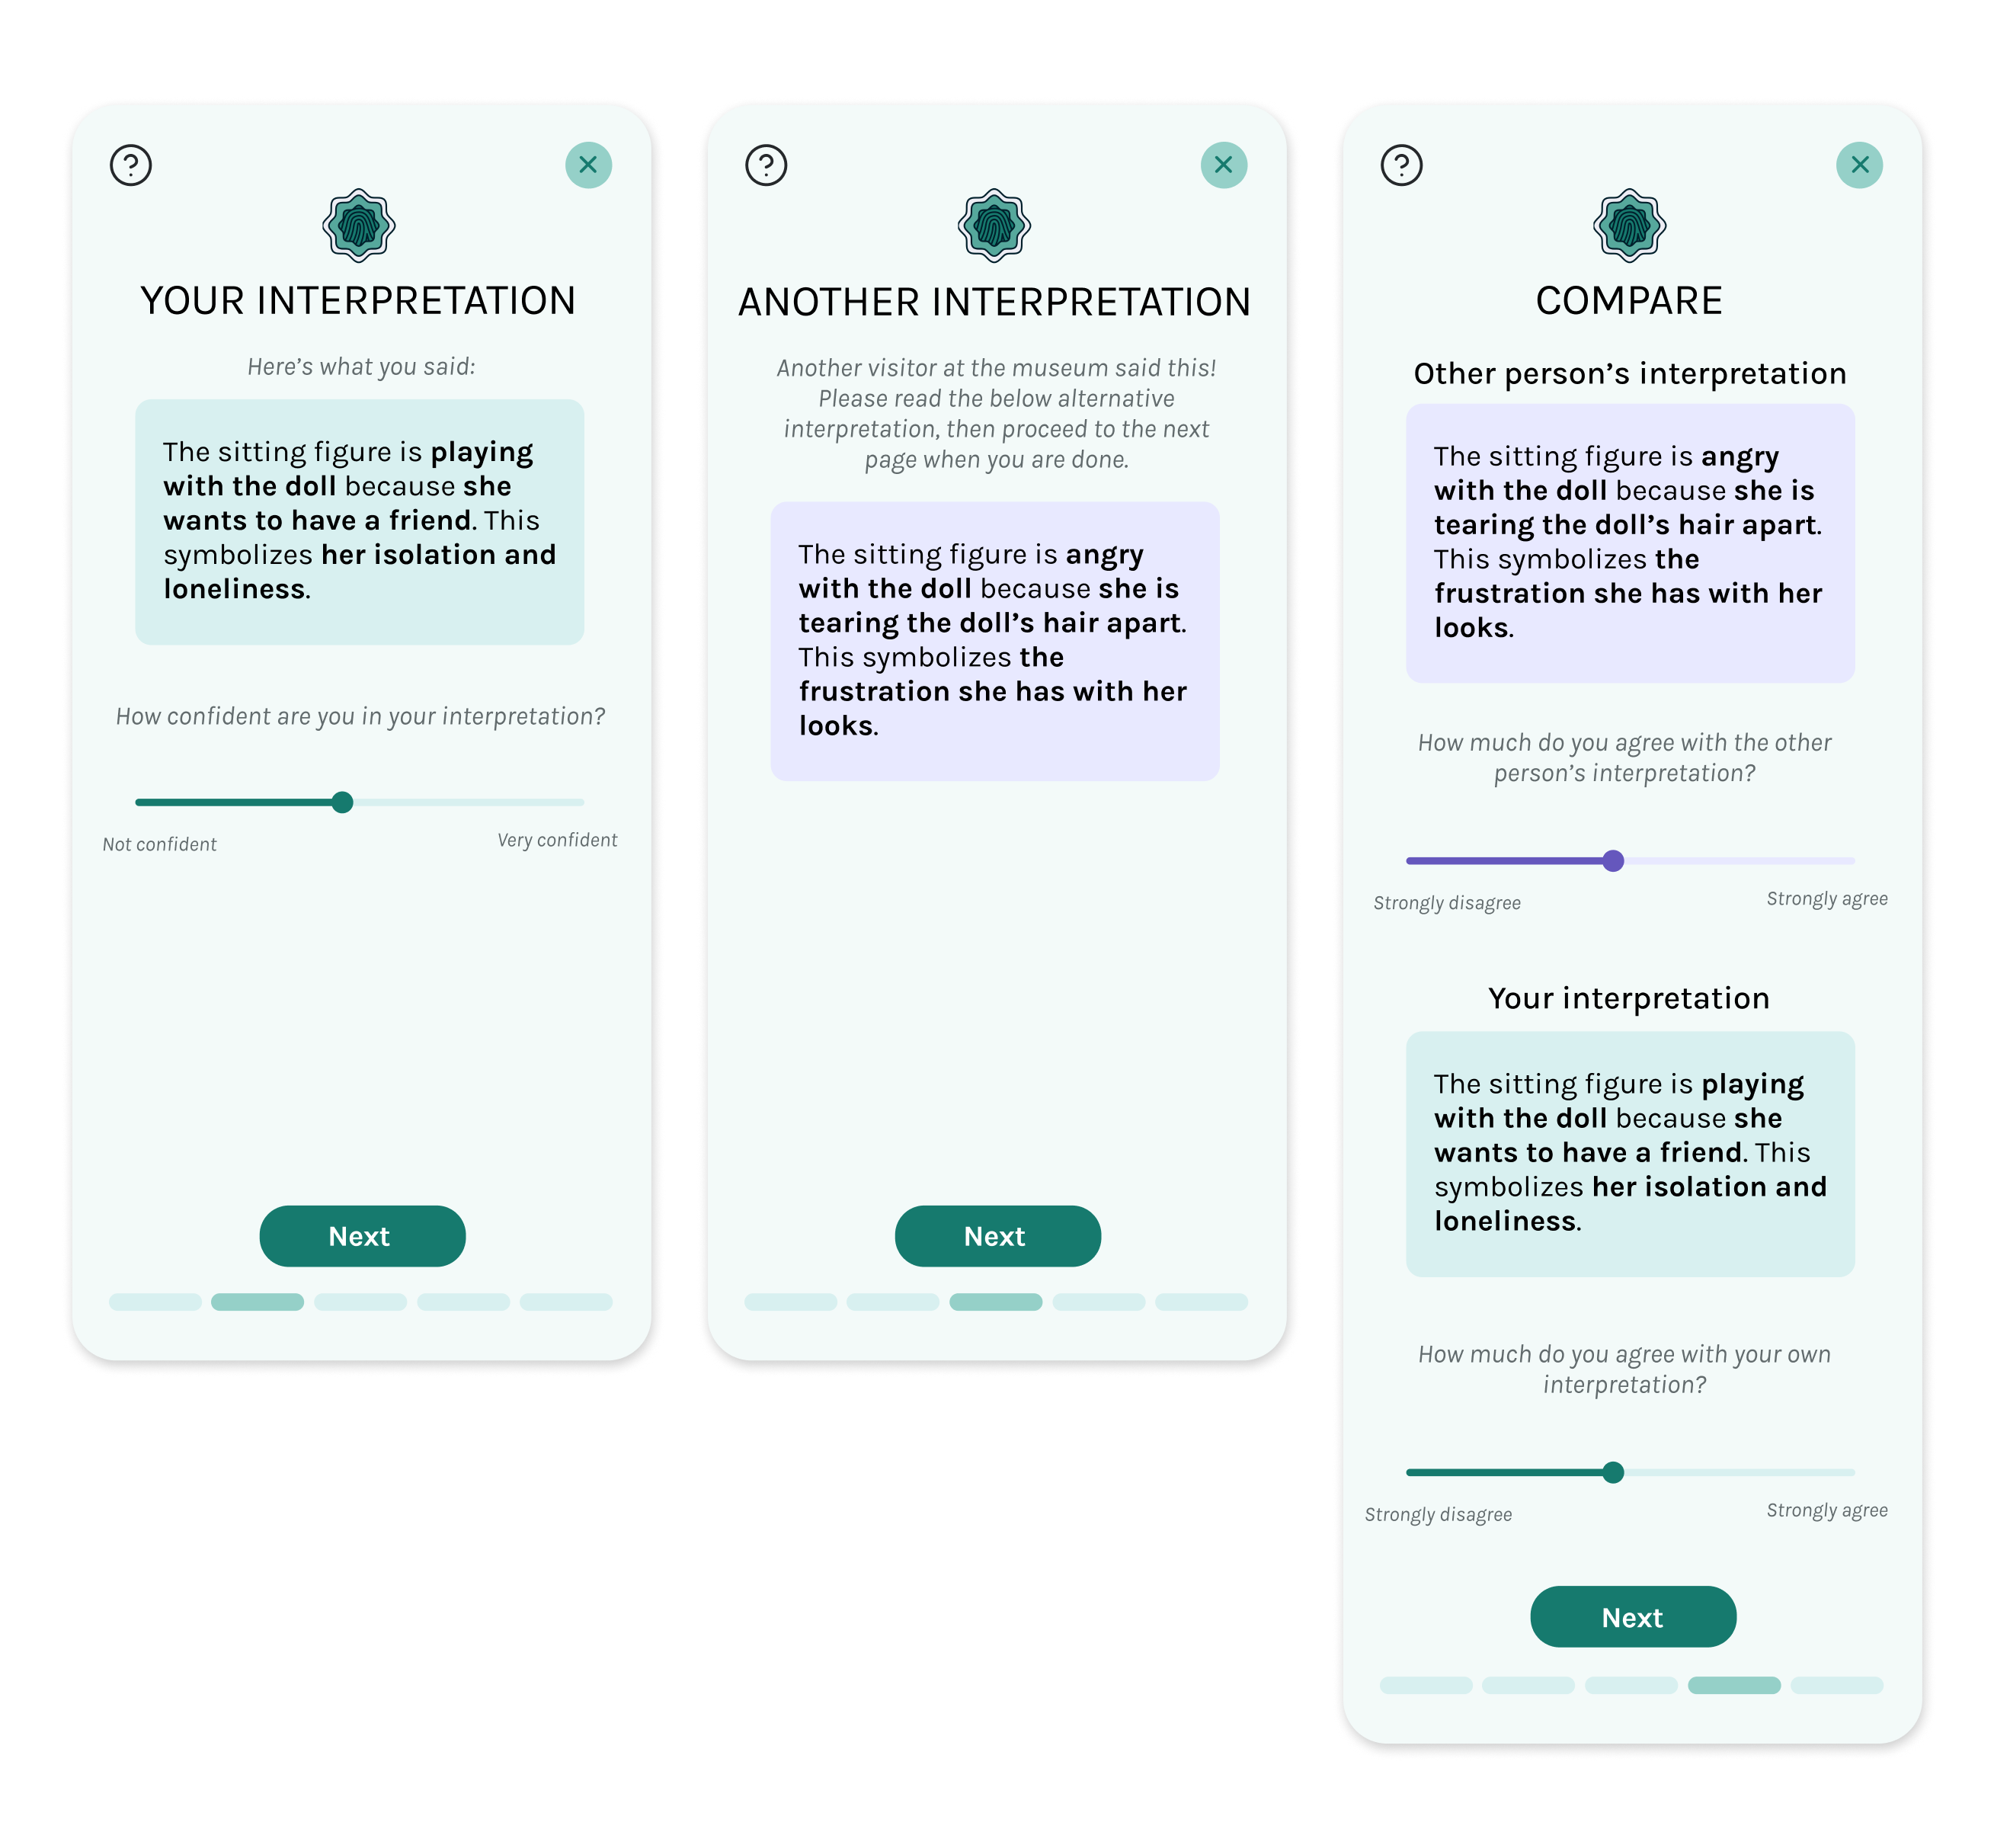 YOUR INTERPRETATION
Here’s what you said:
The sitting figure is playing
with the doll because she
wants to have a friend. This
symbolizes her isolation and
loneliness.
How confident are you in your interpretation?
Not confident
Very confident
Next
ANOTHER INTERPRETATION
Another visitor at the museum said this!
Please read the below alternative
interpretation, then proceed to the next
page when you are done.
The sitting figure is angry
with the doll because she is
tearing the doll’s hair apart.
This symbolizes the
frustration she has with her
looks.
Next
COMPARE
Other person’s interpretation
The sitting figure is angry
with the doll because she is
tearing the doll’s hair apart.
This symbolizes the
frustration she has with her
looks.
How much do you agree with the other
person’s interpretation?
Strongly disagree
Strongly agree
Your interpretation
The sitting figure is playing
with the doll because she
wants to have a friend. This
symbolizes her isolation and
loneliness.
How much do you agree with your own
interpretation?
Strongly disagree
Strongly agree
Next